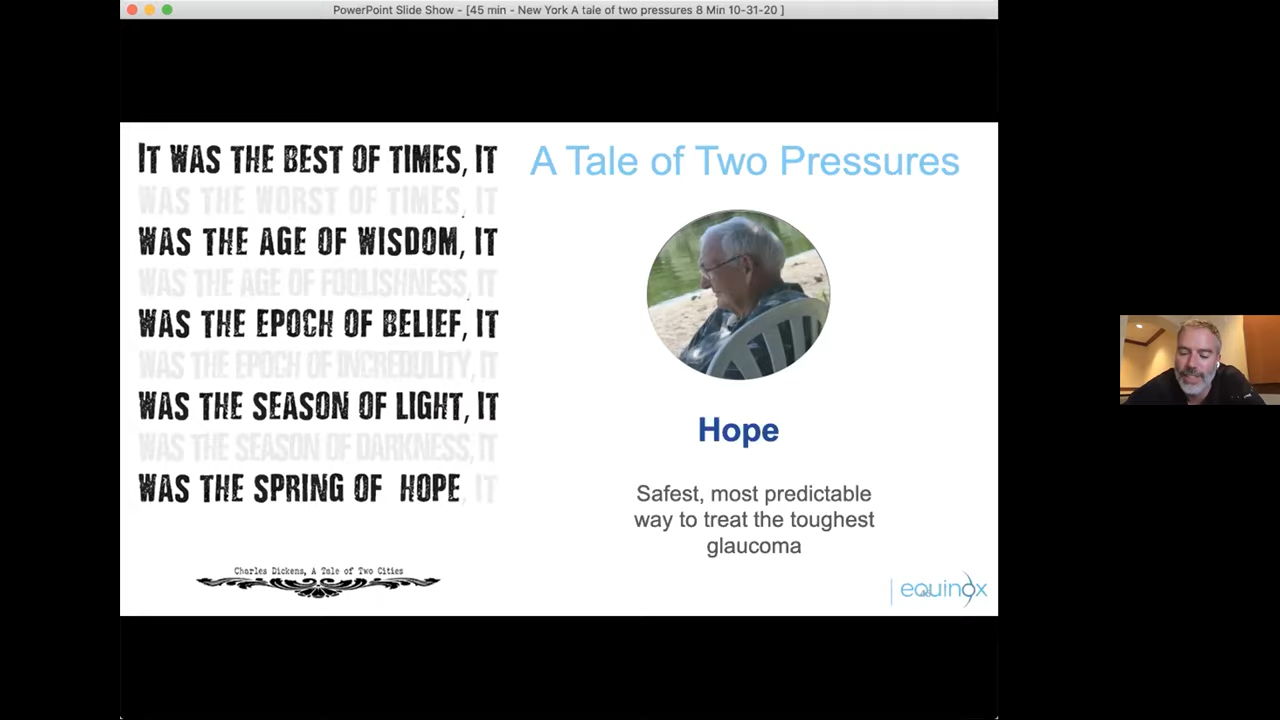 PowerPoint Slide Show - [45 min - New York A tale of two pressures 8 Min 10-31-20 ]
IT WAS THE BEST OF TIMES, IT
WAS THE WORST OF TIMES, IT
WAS THE AGE OF WISDOM, IT
WAS THE AGE OF FOOLISHNESS, IT
WAS THE EPOCH OF BELIEF, IT
WAS THE EPOCH OF INCREDULITY, IT
WAS THE SEASON OF LIGHT, IT
WAS THE SEASON OF DARKNESS, IT
WAS THE SPRING OF HOPE, IT
Charles Dickens, A Tale of Two Cities
A Tale of Two Pressures
Hope
Safest, most predictable
way to treat the toughest
glaucoma
equinox